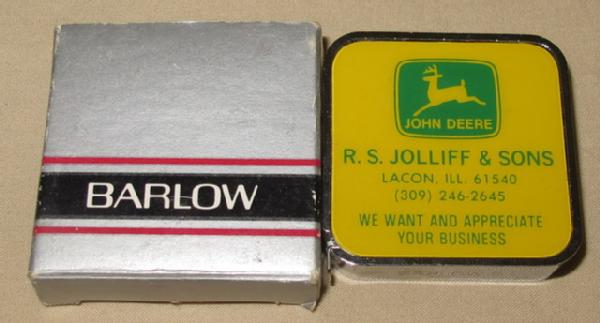 BARLOW
JOHN DEERE
R. S. JOLLIFF & SONS
LACON, ILL. 61540
(309) 246-2645
WE WANT AND APPRECIATE
YOUR BUSINESS